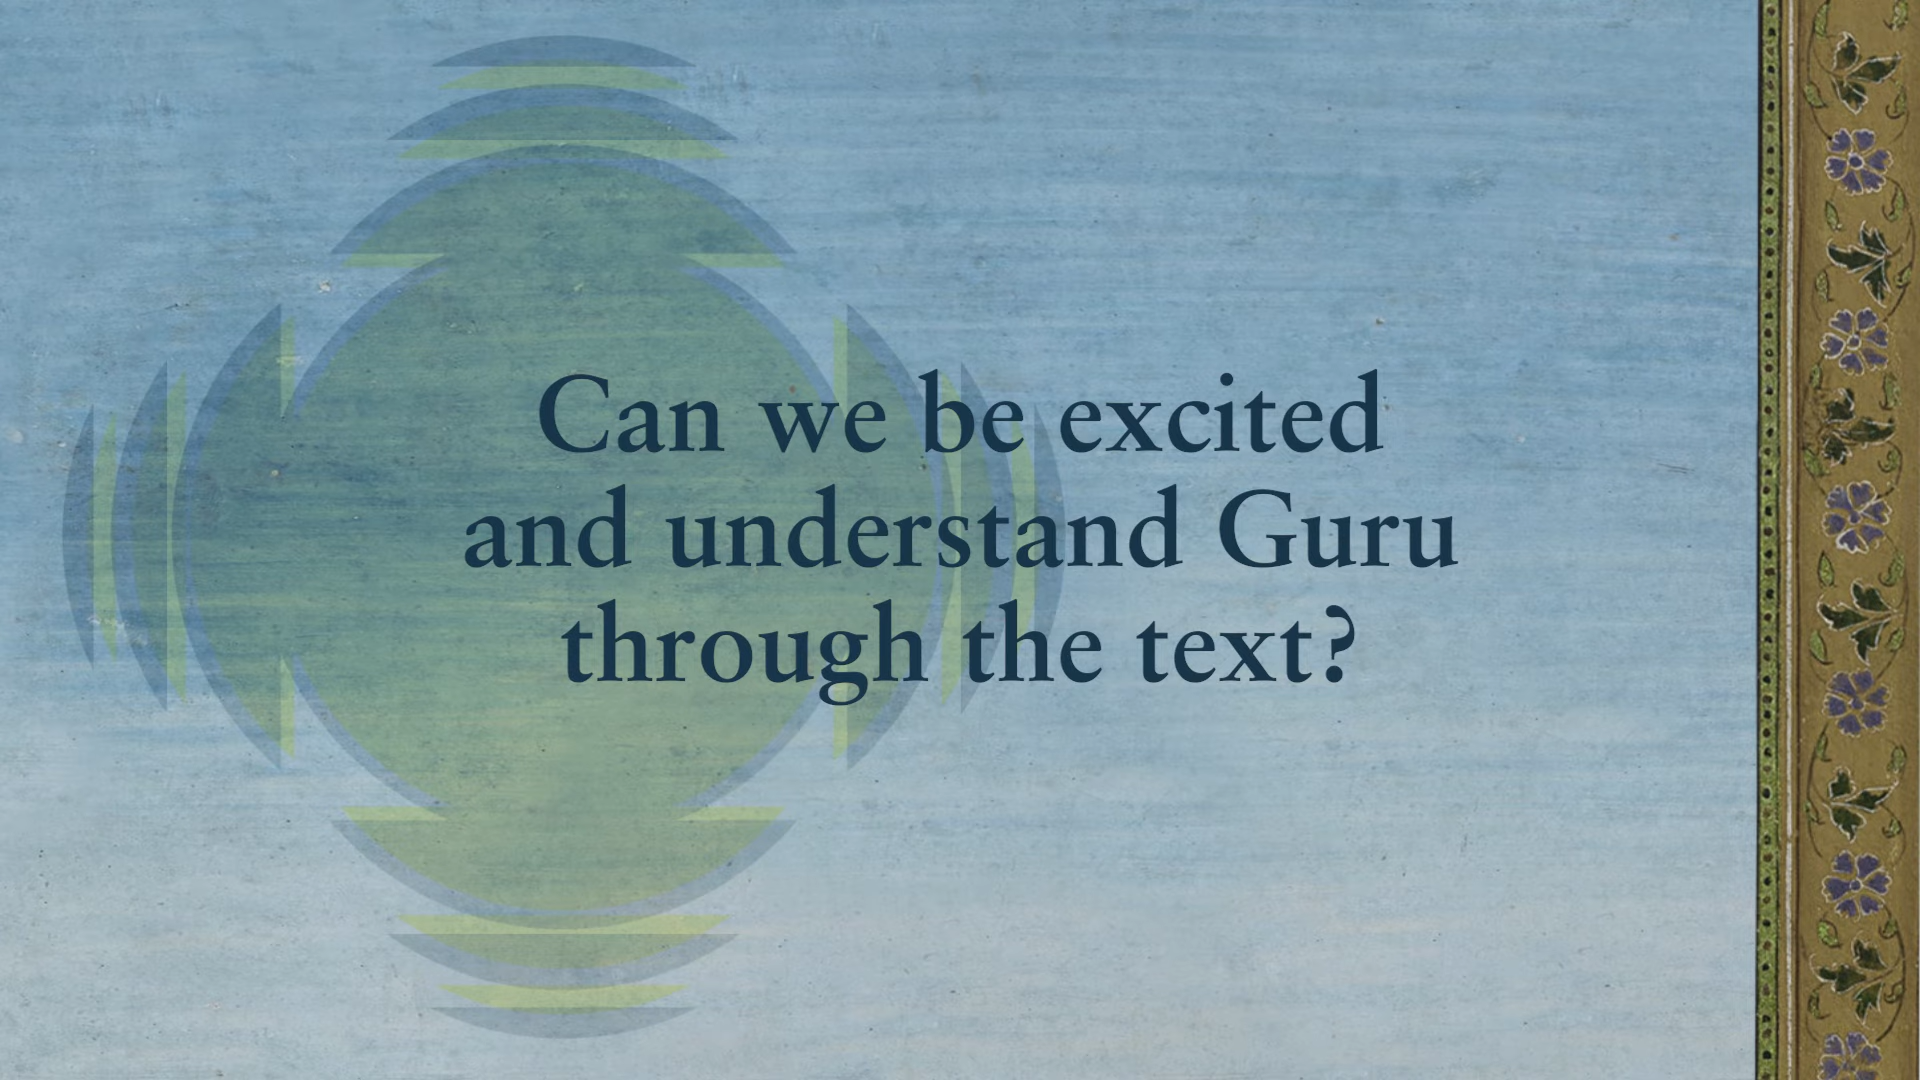 Can we be excited
and understand Guru
through the text?